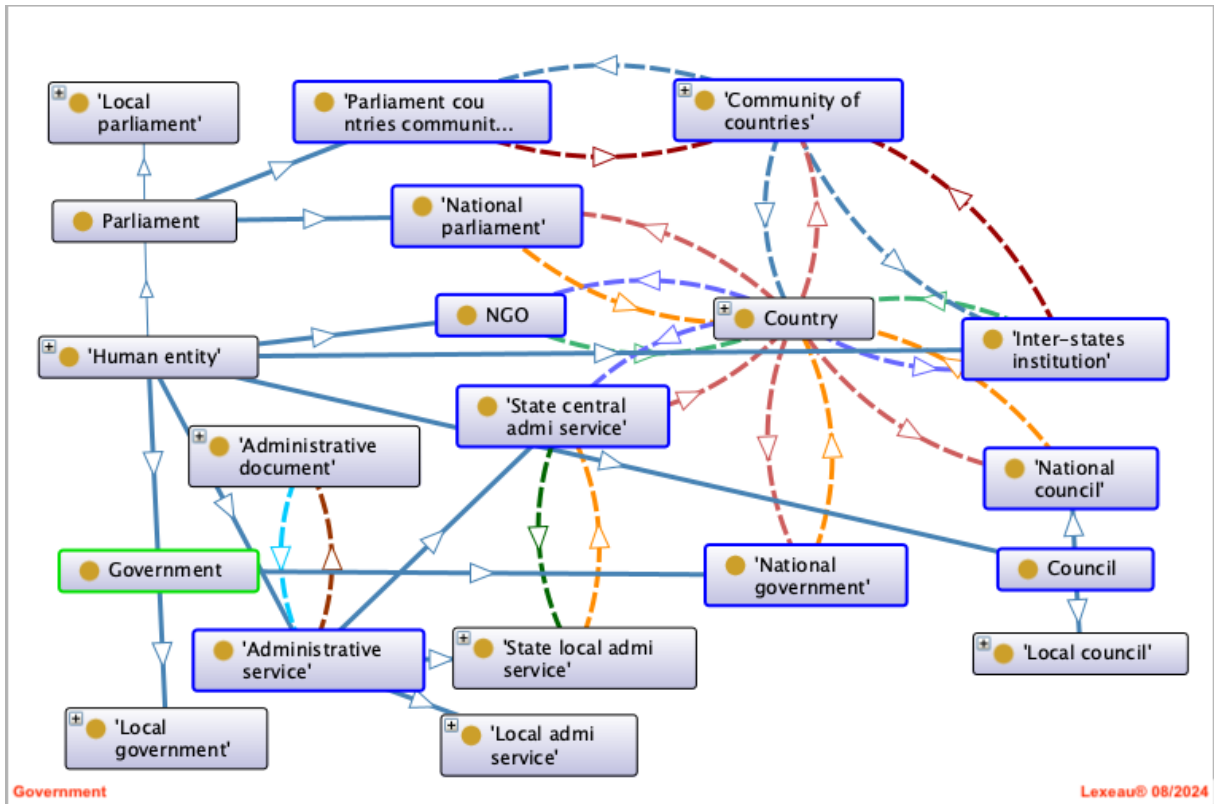 'Local
parliament'
'Parliament cou
ntries communit...
'Community of
countries'
Parliament
'National
parliament'
NGO
Country
'Human entity'
'Inter-states
institution'
'State central
admi service'
'Administrative
document'
'National
council'
Government
'National
government'
Council
'Administrative
service'
'State local admi
service'
'Local council'
'Local
government'
'Local admi
service'
Government
Lexeau® 08/2024